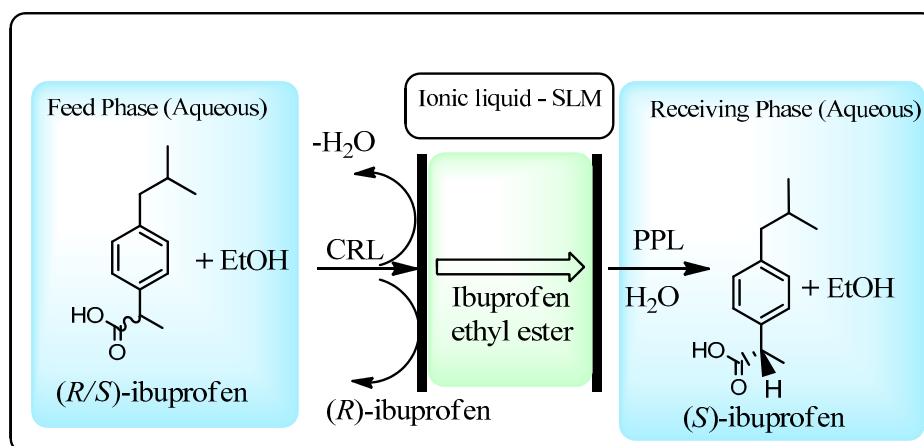 Feed Phase (Aqueous)
HO
O
+ EtOH
(R/S)-ibuprofen
-H₂O
CRL
(R)-ibuprofen
Ionic liquid - SLM
Ibuprofen
ethyl ester
PPL
H₂O
Receiving Phase (Aqueous)
HO
O
H
+ EtOH
(S)-ibuprofen